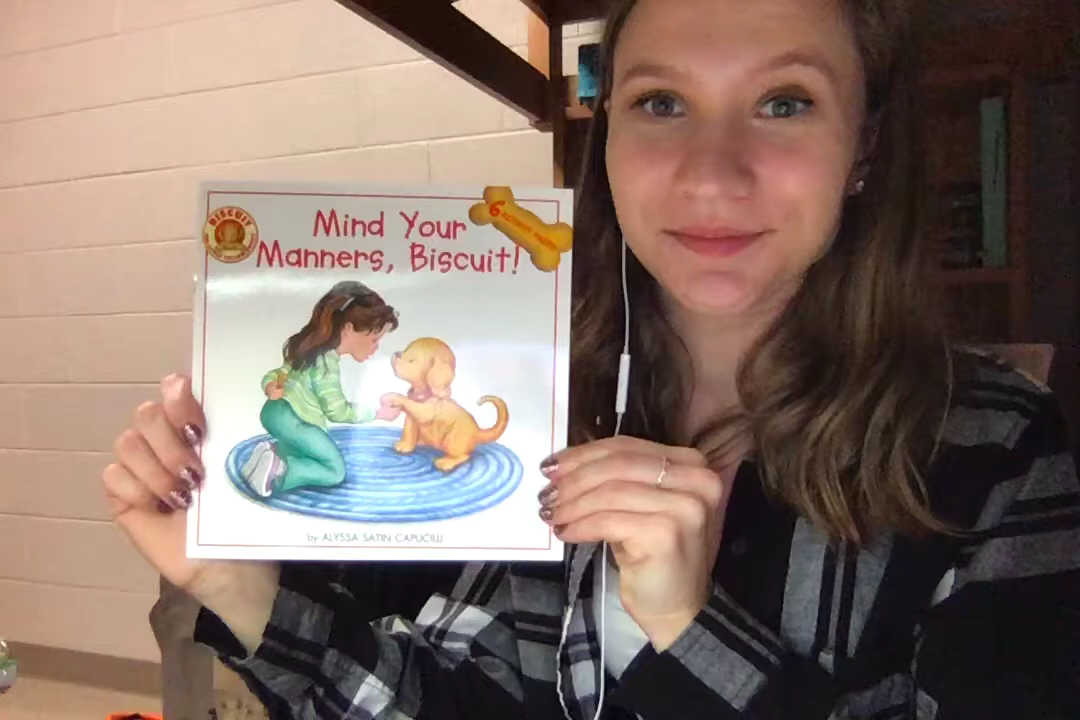 BISCUIT
Mind Your
Manners, Biscuit!
6
by ALYSSA SATIN CAPUCILLI